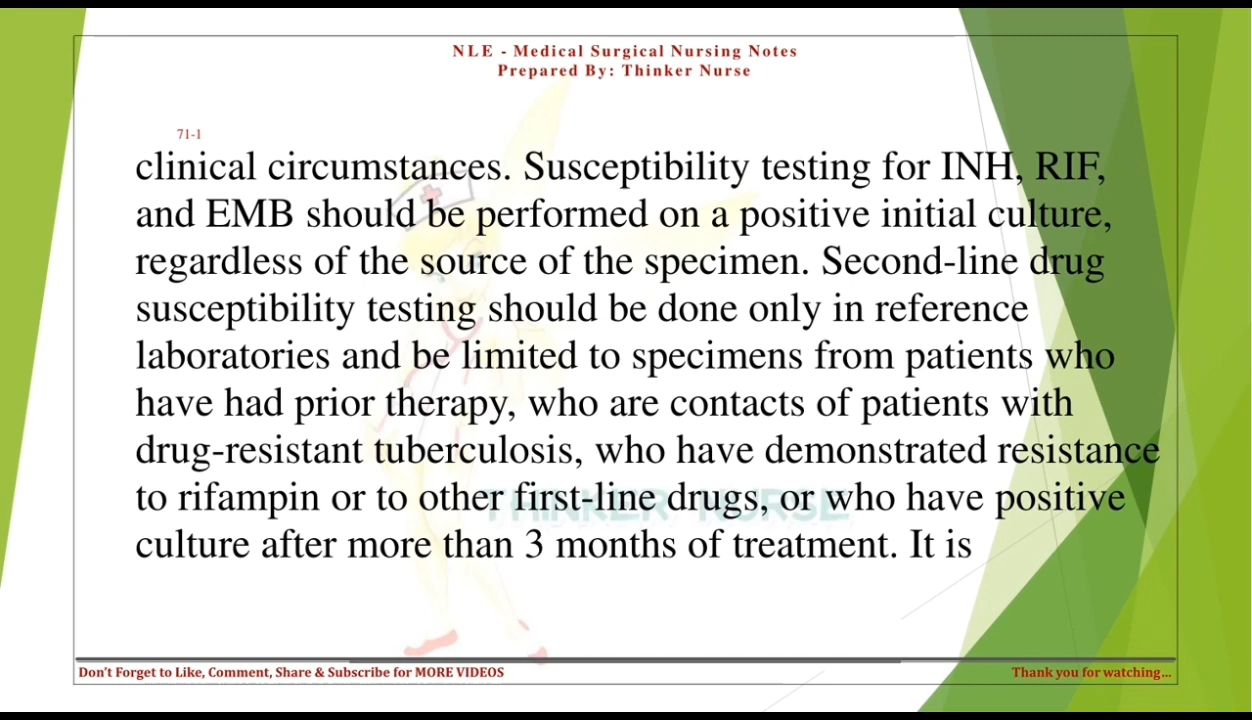 NLE - Medical Surgical Nursing Notes
Prepared By: Thinker Nurse
71-1
clinical circumstances. Susceptibility testing for INH, RIF,
and EMB should be performed on a positive initial culture,
regardless of the source of the specimen. Second-line drug
susceptibility testing should be done only in reference
laboratories and be limited to specimens from patients who
have had prior therapy, who are contacts of patients with
drug-resistant tuberculosis, who have demonstrated resistance
to rifampin or to other first-line drugs, or who have positive
THINKER NURSE
culture after more than 3 months of treatment. It is
Don't Forget to Like, Comment, Share & Subscribe for MORE VIDEOS
Thank you for watching...